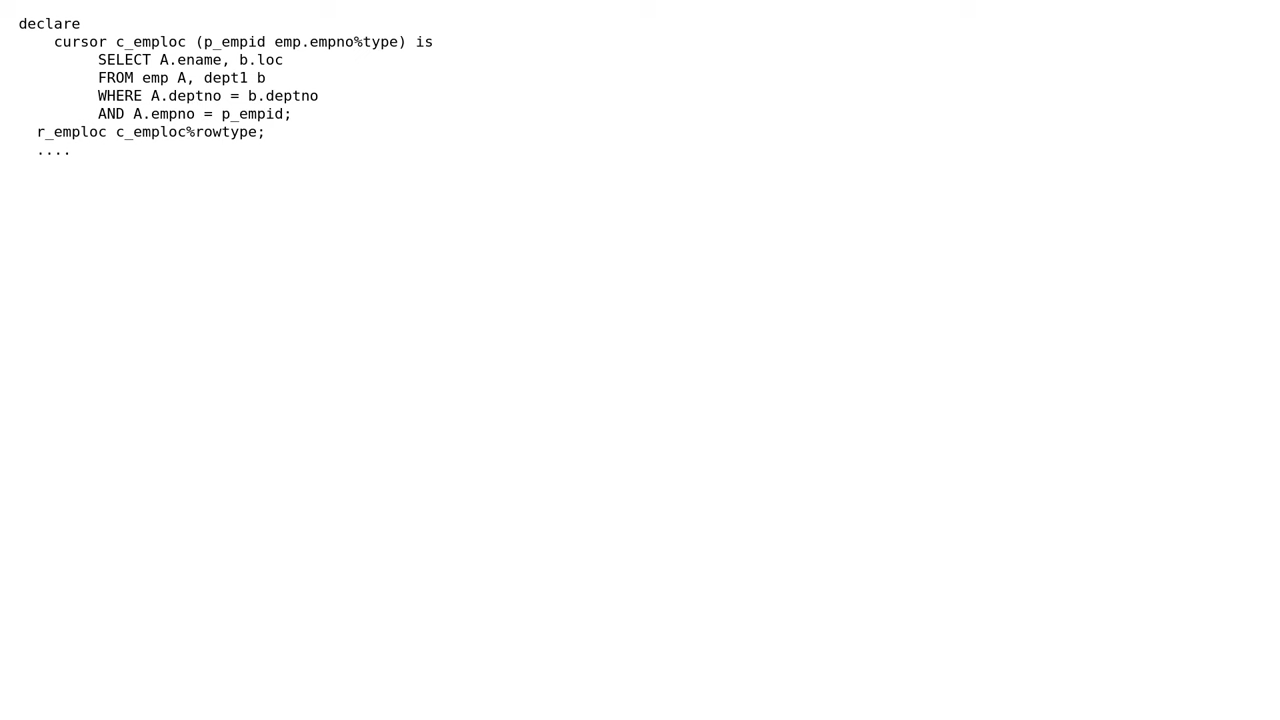 declare
    cursor c_emploc (p_empid emp.empno%type) is
         SELECT A.ename, b.loc
         FROM emp A, dept1 b
         WHERE A.deptno = b.deptno
         AND A.empno = p_empid;
  r_emploc c_emploc%rowtype;
  ....